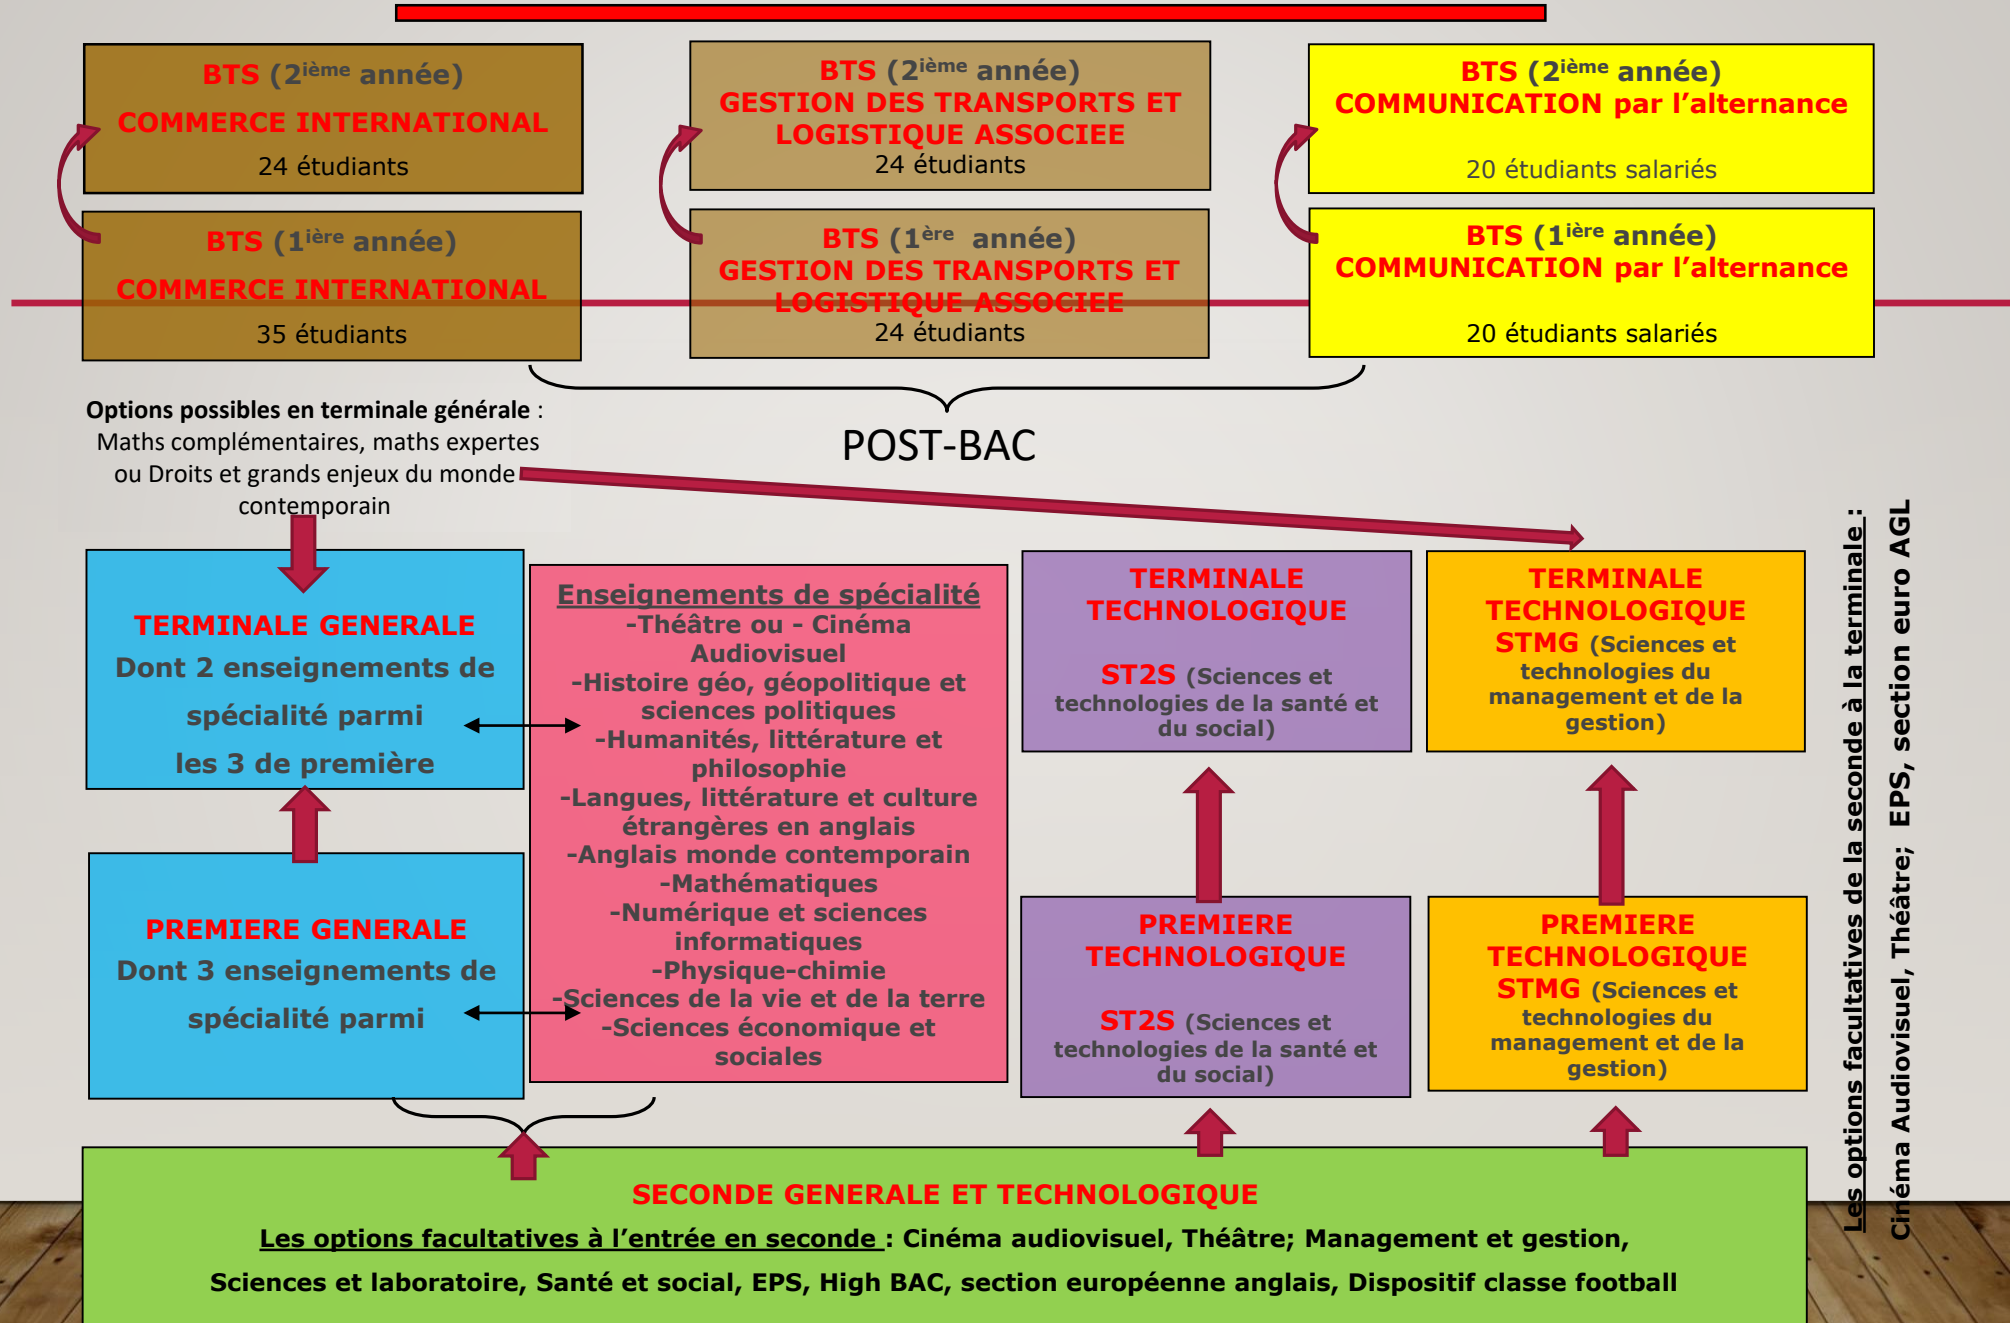 BTS (2ième année)
COMMERCE INTERNATIONAL
24 étudiants
BTS (2ième année)
GESTION DES TRANSPORTS ET
LOGISTIQUE ASSOCIEE
24 étudiants
BTS (2ième année)
COMMUNICATION par l'alternance
20 étudiants salariés
BTS (1ière année)
COMMERCE INTERNATIONAL
35 étudiants
BTS (1ère année)
GESTION DES TRANSPORTS ET
LOGISTIQUE ASSOCIEE
24 étudiants
BTS (1ière année)
COMMUNICATION par l'alternance
20 étudiants salariés
Options possibles en terminale générale :
Maths complémentaires, maths expertes
ou Droits et grands enjeux du monde
contemporain
POST-BAC
TERMINALE GENERALE
Dont 2 enseignements de
spécialité parmi
les 3 de première
PREMIERE GENERALE
Dont 3 enseignements de
spécialité parmi
Enseignements de spécialité
-Théâtre ou - Cinéma
Audiovisuel
-Histoire géo, géopolitique et
sciences politiques
-Humanités, littérature et
philosophie
-Langues, littérature et culture
étrangères en anglais
-Anglais monde contemporain
-Mathématiques
-Numérique et sciences
informatiques
-Physique-chimie
-Sciences de la vie et de la terre
-Sciences économique et
sociales
TERMINALE
TECHNOLOGIQUE
ST2S (Sciences et
technologies de la santé et
du social)
TERMINALE
TECHNOLOGIQUE
STMG (Sciences et
technologies du
management et de la
gestion)
PREMIERE
TECHNOLOGIQUE
ST2S (Sciences et
technologies de la santé et
du social)
PREMIERE
TECHNOLOGIQUE
STMG (Sciences et
technologies du
management et de la
gestion)
Les options facultatives de la seconde à la terminale :
Cinéma Audiovisuel, Théâtre; EPS, section euro AGL
SECONDE GENERALE ET TECHNOLOGIQUE
Les options facultatives à l'entrée en seconde : Cinéma audiovisuel, Théâtre; Management et gestion,
Sciences et laboratoire, Santé et social, EPS, High BAC, section européenne anglais, Dispositif classe football